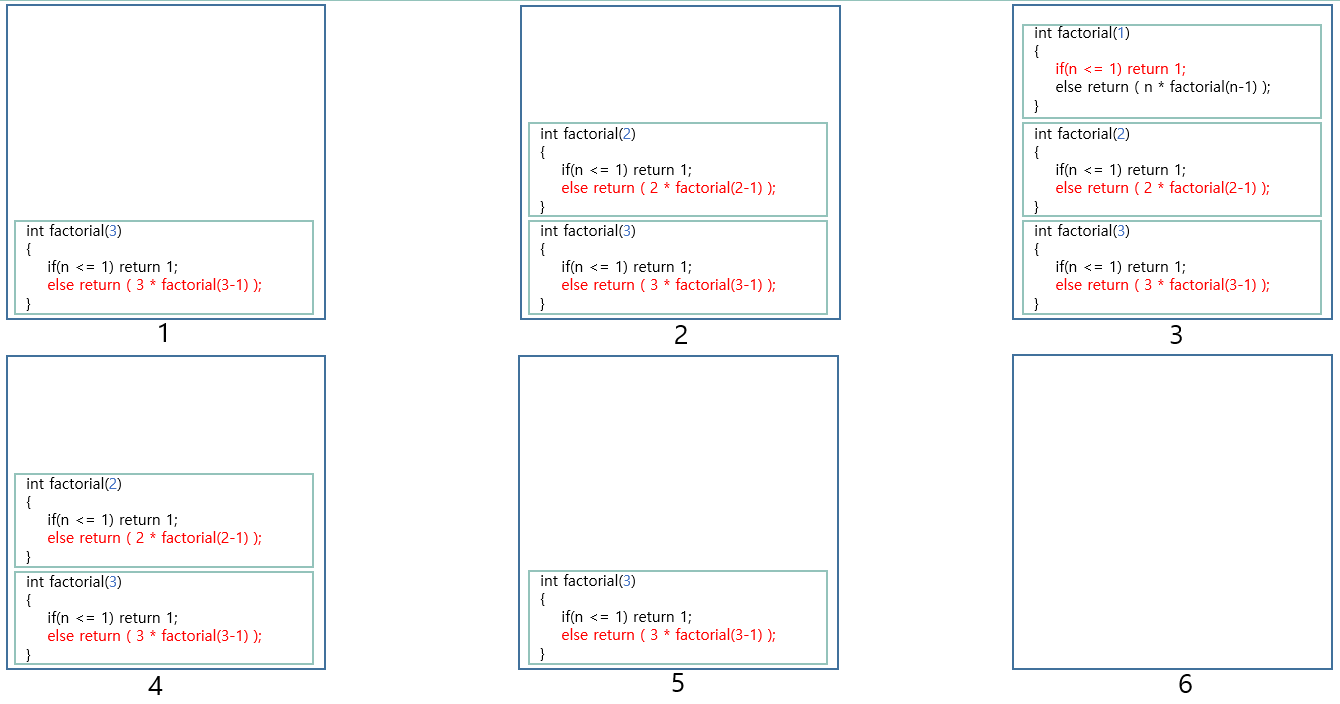 int factorial(3)
{
if(n <= 1) return 1;
else return ( 3 * factorial(3-1) );
}
1
int factorial(2)
{
if(n <= 1) return 1;
else return ( 2 * factorial(2-1) );
}
int factorial(3)
{
if(n <= 1) return 1;
else return ( 3 * factorial(3-1) );
}
2
int factorial(1)
{
if(n <= 1) return 1;
else return ( n * factorial(n-1) );
}
int factorial(2)
{
if(n <= 1) return 1;
else return ( 2 * factorial(2-1) );
}
int factorial(3)
{
if(n <= 1) return 1;
else return ( 3 * factorial(3-1) );
}
3
int factorial(2)
{
if(n <= 1) return 1;
else return ( 2 * factorial(2-1) );
}
int factorial(3)
{
if(n <= 1) return 1;
else return ( 3 * factorial(3-1) );
}
4
int factorial(3)
{
if(n <= 1) return 1;
else return ( 3 * factorial(3-1) );
}
5
6